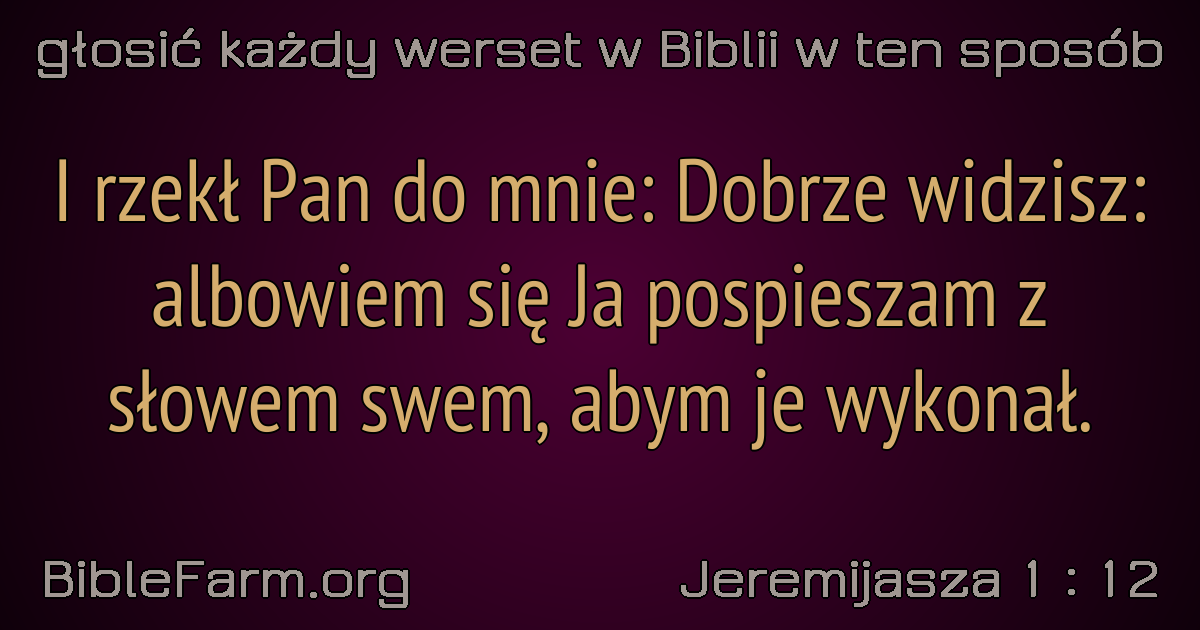 głosić każdy werset w Biblii w ten sposób
I rzekł Pan do mnie: Dobrze widzisz:
albowiem się Ja pospieszam z
słowem swem, abym je wykonał.
BibleFarm.org
Jeremijasza 1 : 12